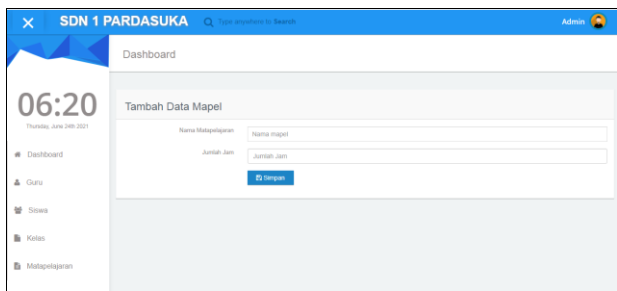 SDN 1 PARDASUKA
Type anywhere to Search
Admin
Dashboard
06:20
Thursday, June 24th 2021
Tambah Data Mapel
Nama Matapelajaran
Nama mapel
Jumlah Jam
Jumlah Jam
Simpan
Dashboard
Guru
Siswa
Kelas
Matapelajaran